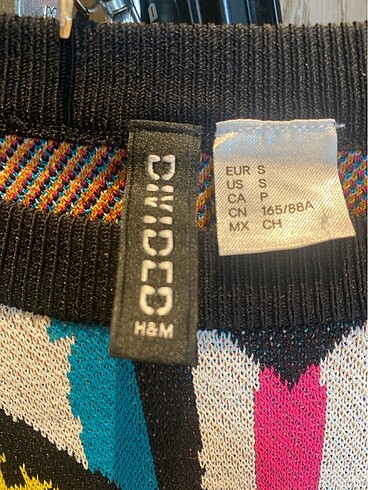 DIVIDED
H&M
EUR S
US S
CA P
CN 165/88A
MX CH